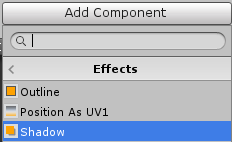 Add Component
Effects
Outline
Position As UV1
Shadow